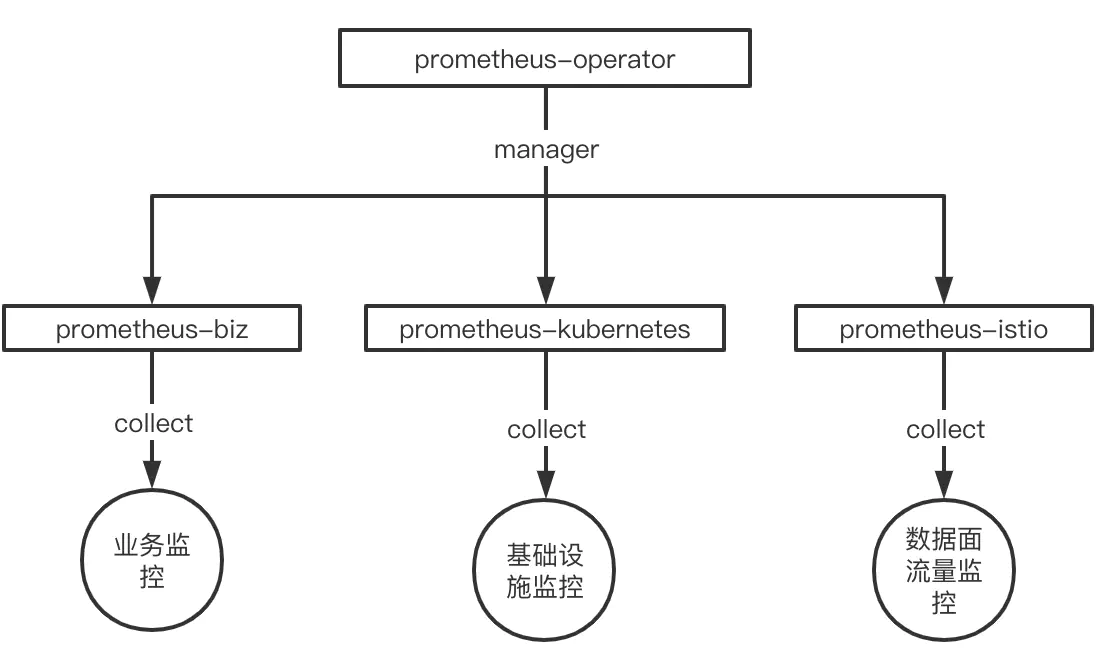 prometheus-operator
manager
prometheus-biz
prometheus-kubernetes
prometheus-istio
collect
collect
collect
业务监
控
基础设
施监控
数据面
流量监
控